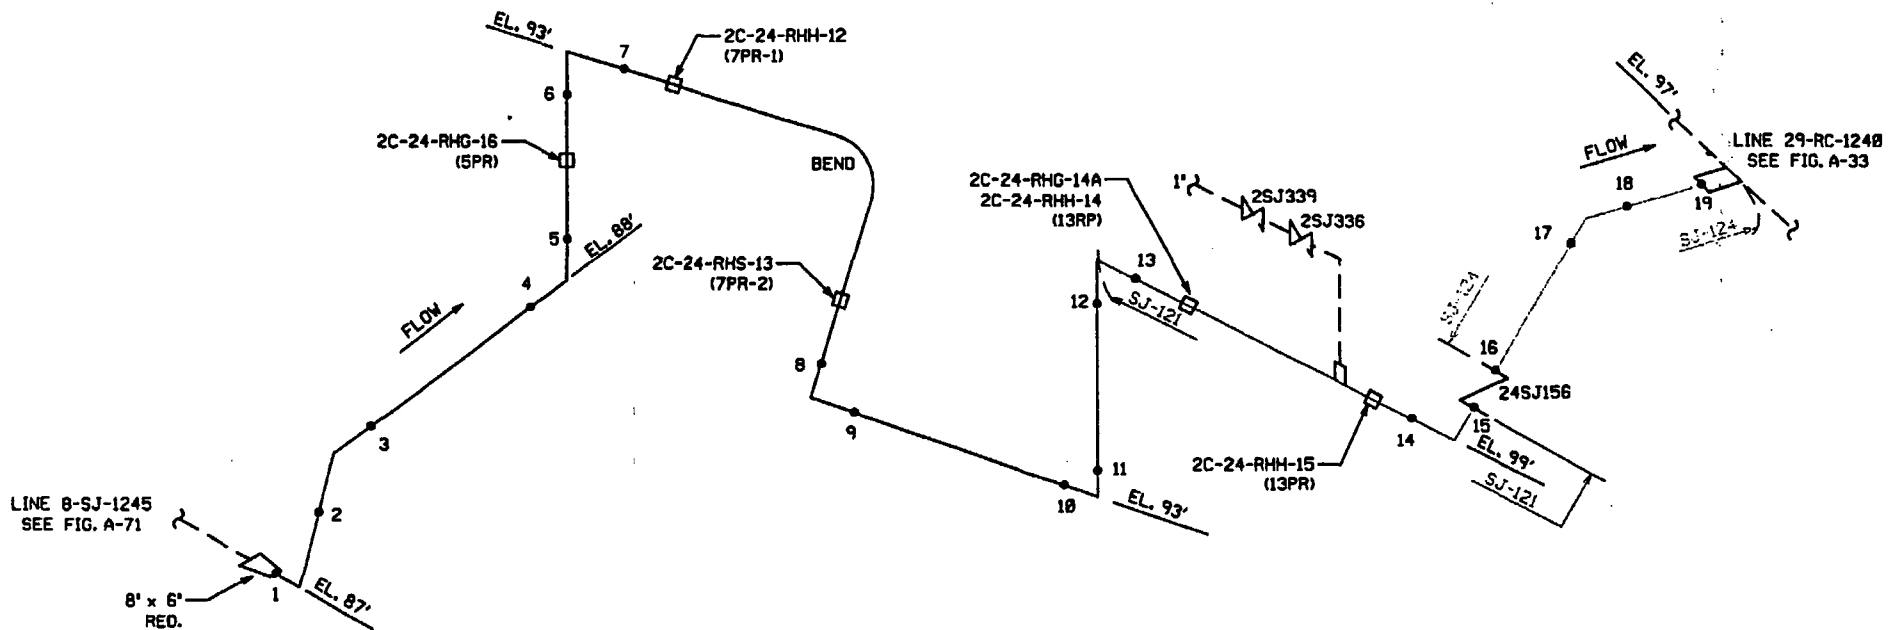 EL. 93'
7
2C-24-RHH-12
(7PR-1)
6
2C-24-RHG-16
(5PR)
BEND
5
EL. 88'
4
FLOW
3
2C-24-RHS-13
(7PR-2)
8
9
2
LINE 8-SJ-1245
SEE FIG. A-71
1
EL. 87'
8" x 6"
RED.
2C-24-RHG-14A
2C-24-RHH-14
(13RP)
1"
2SJ339
2SJ336
13
12
SJ-121
11
10
EL. 93'
2C-24-RHH-15
(13PR)
14
15
EL. 99'
SJ-121
24SJ156
16
SJ-124
17
18
FLOW
EL. 97'
LINE 29-RC-1240
SEE FIG. A-33
19
SJ-124